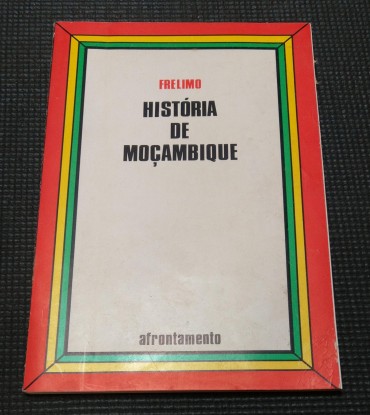 FRELIMO
HISTÓRIA
DE
MOÇAMBIQUE
afrontamento